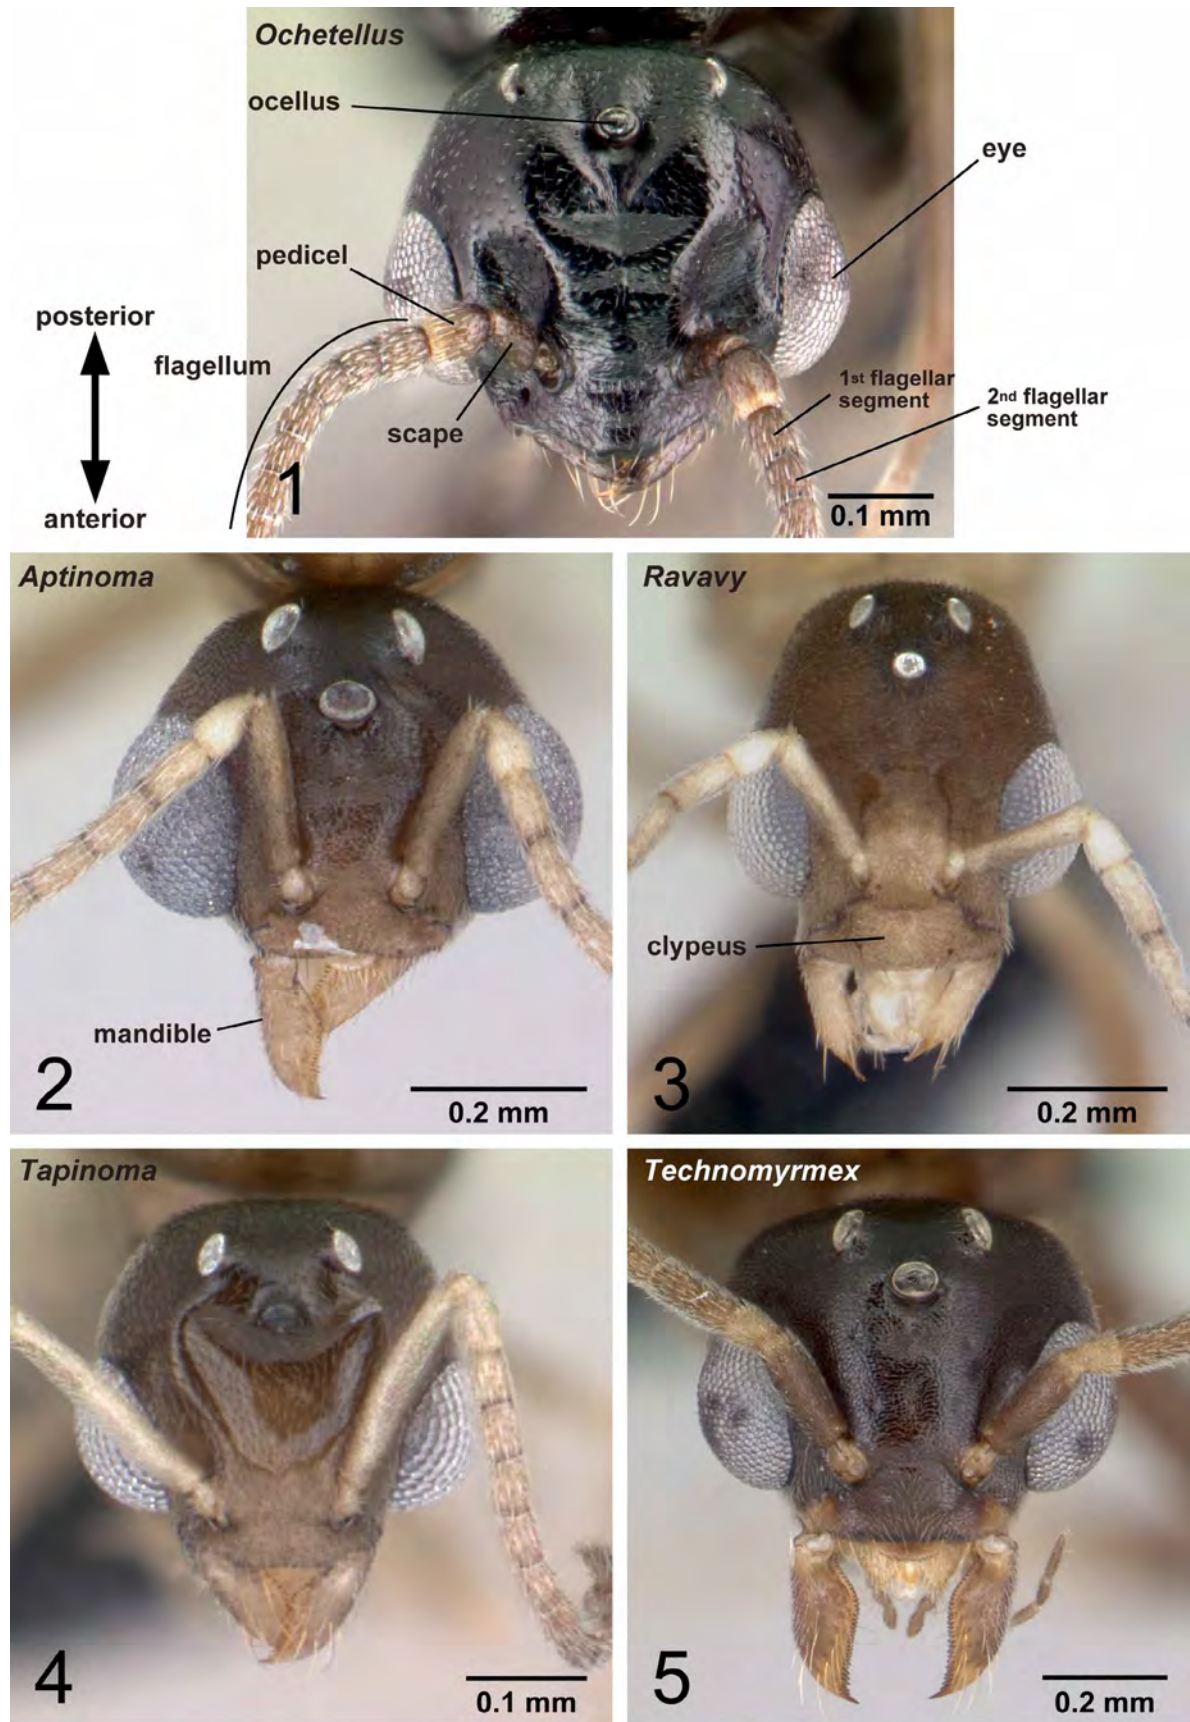 Ochetellus
ocellus
eye
pedicel
posterior
flagellum
1st flagellar
segment
2nd flagellar
segment
scape
1
0.1 mm
anterior
Aptinoma
mandible
2
0.2 mm
Ravavy
clypeus
3
0.2 mm
Tapinoma
4
0.1 mm
Technomyrmex
5
0.2 mm